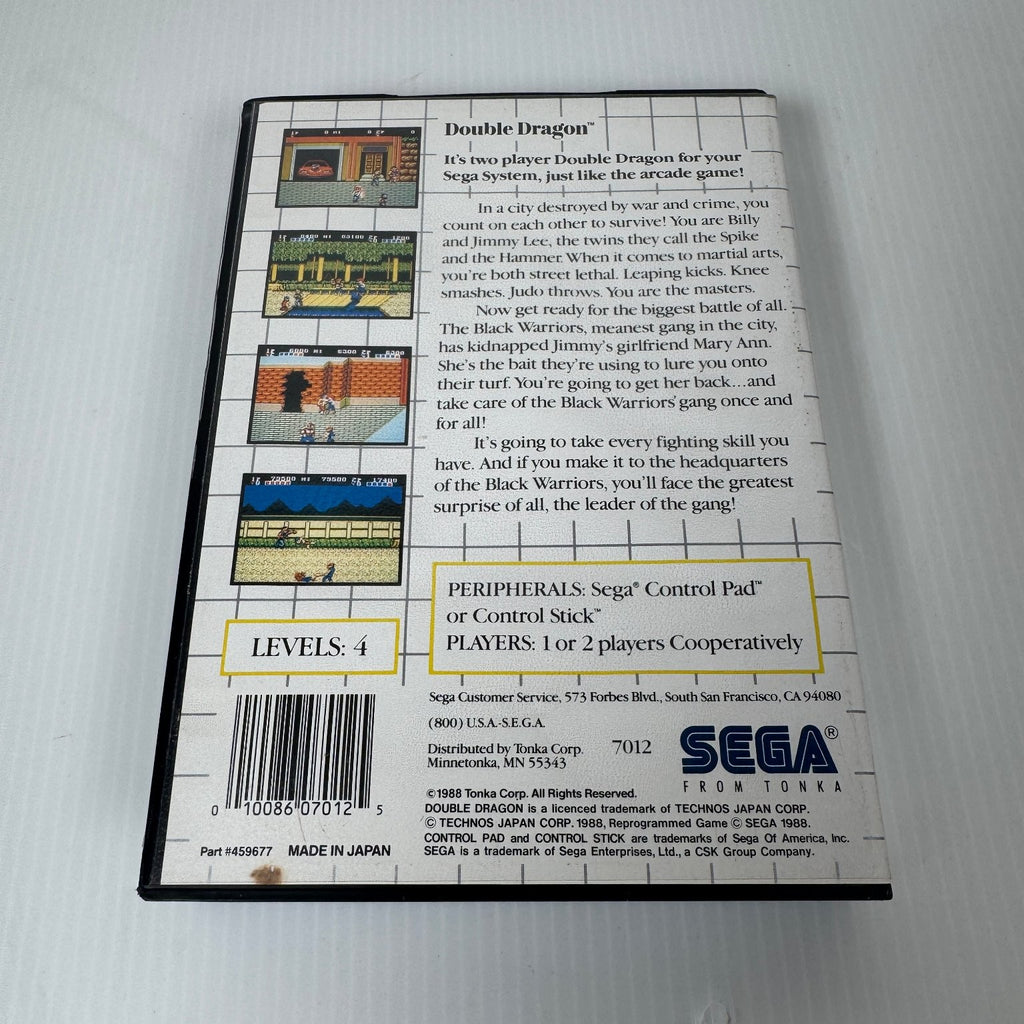 Double Dragon™
It's two player Double Dragon for your
Sega System, just like the arcade game!
In a city destroyed by war and crime, you
count on each other to survive! You are Billy
and Jimmy Lee, the twins they call the Spike
and the Hammer. When it comes to martial arts,
you're both street lethal. Leaping kicks. Knee
smashes. Judo throws. You are the masters.
Now get ready for the biggest battle of all.
The Black Warriors, meanest gang in the city,
has kidnapped Jimmy's girlfriend Mary Ann.
She's the bait they're using to lure you onto
their turf. You're going to get her back...and
take care of the Black Warriors' gang once and
for all!
It's going to take every fighting skill you
have. And if you make it to the headquarters
of the Black Warriors, you'll face the greatest
surprise of all, the leader of the gang!
PERIPHERALS: Sega® Control Pad™
or Control Stick™
PLAYERS: 1 or 2 players Cooperatively
LEVELS: 4
Sega Customer Service, 573 Forbes Blvd., South San Francisco, CA 94080
(800) U.S.A.-S.E.G.A.
Distributed by Tonka Corp. 7012
Minnetonka, MN 55343
SEGA®
FROM TONKA
©1988 Tonka Corp. All Rights Reserved.
DOUBLE DRAGON is a licenced trademark of TECHNOS JAPAN CORP.
© TECHNOS JAPAN CORP. 1988, Reprogrammed Game © SEGA 1988.
CONTROL PAD and CONTROL STICK are trademarks of Sega Of America, Inc.
SEGA is a trademark of Sega Enterprises, Ltd., a CSK Group Company.
0 10086 07012 5
Part #459677 MADE IN JAPAN